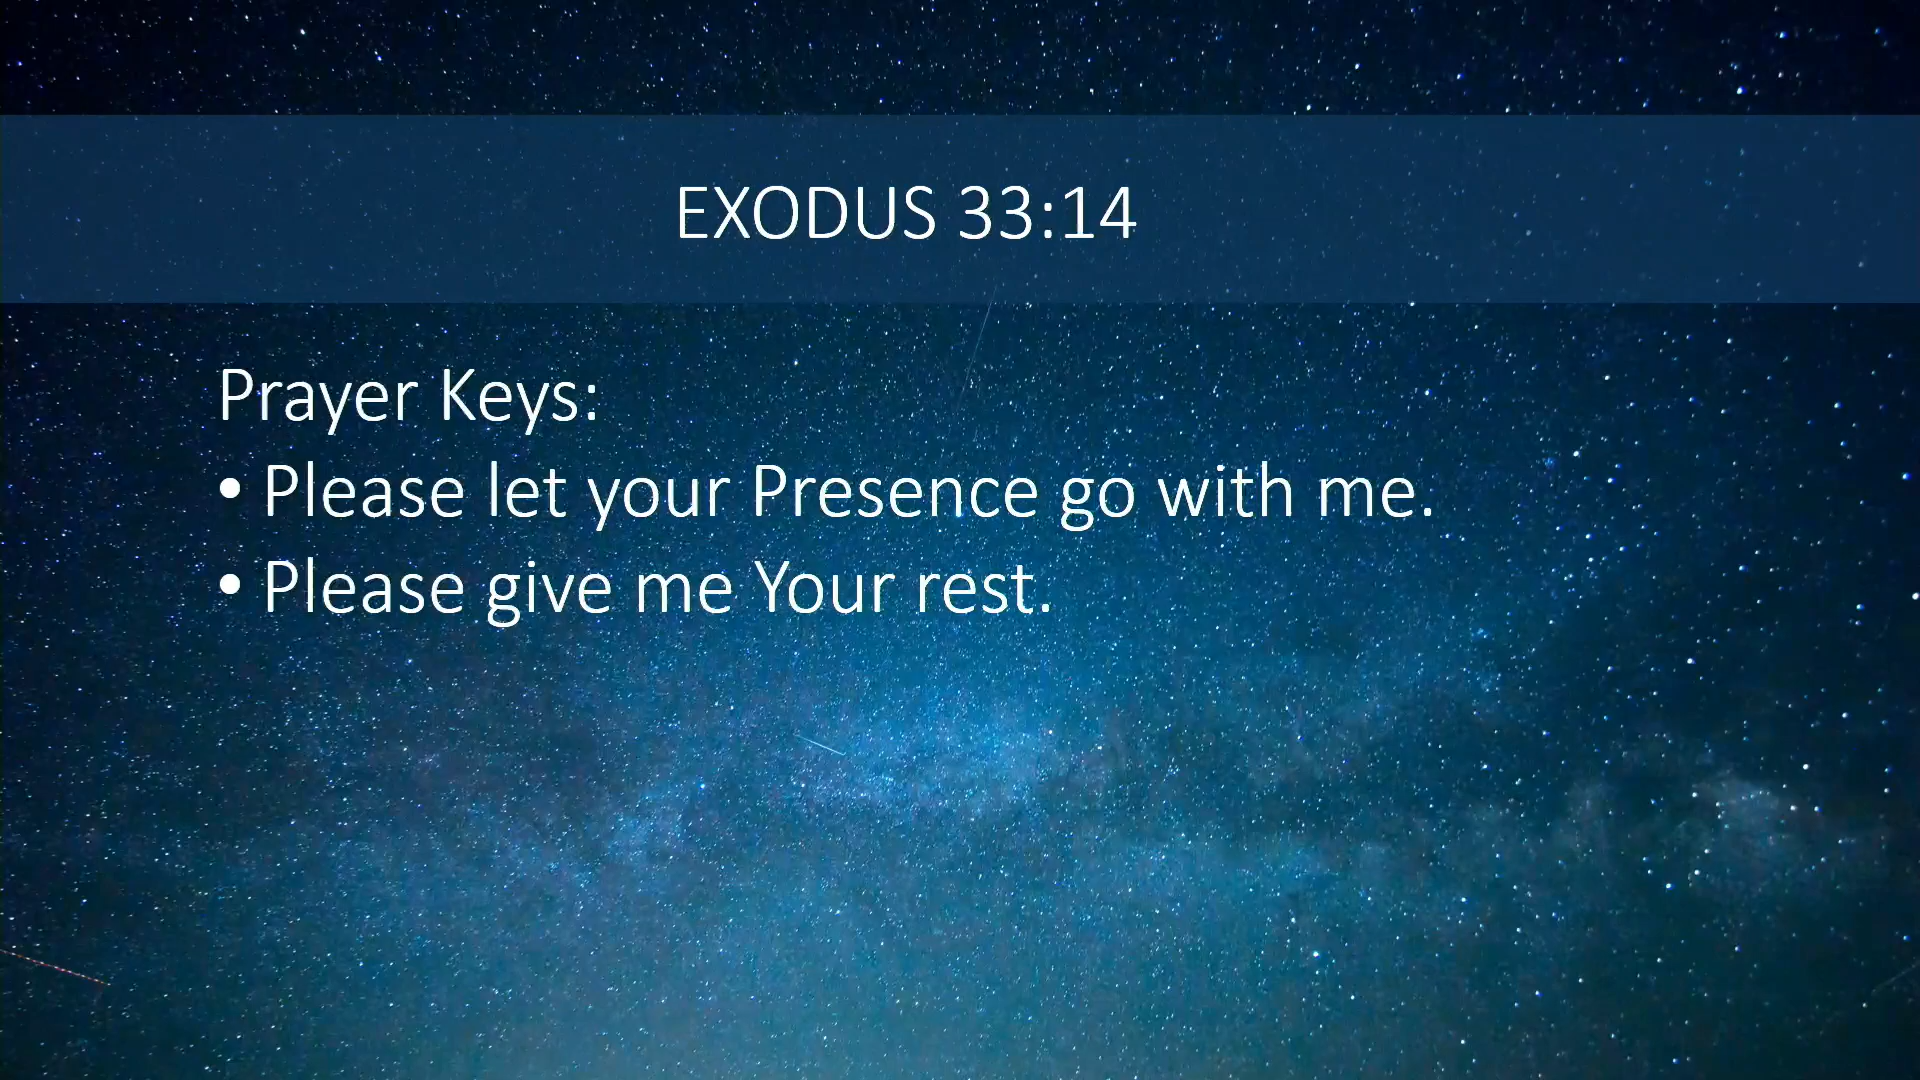 EXODUS 33:14
Prayer Keys:
• Please let your Presence go with me.
• Please give me Your rest.